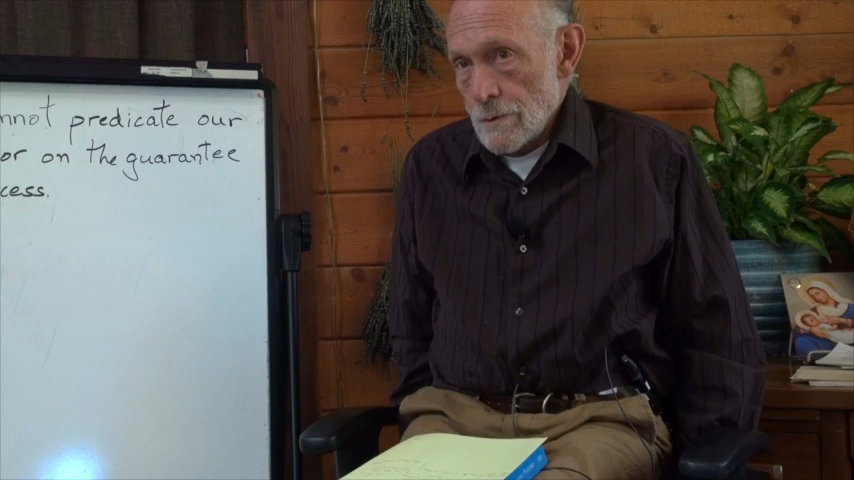 nnot predicate our
or on the guarantee
cess.